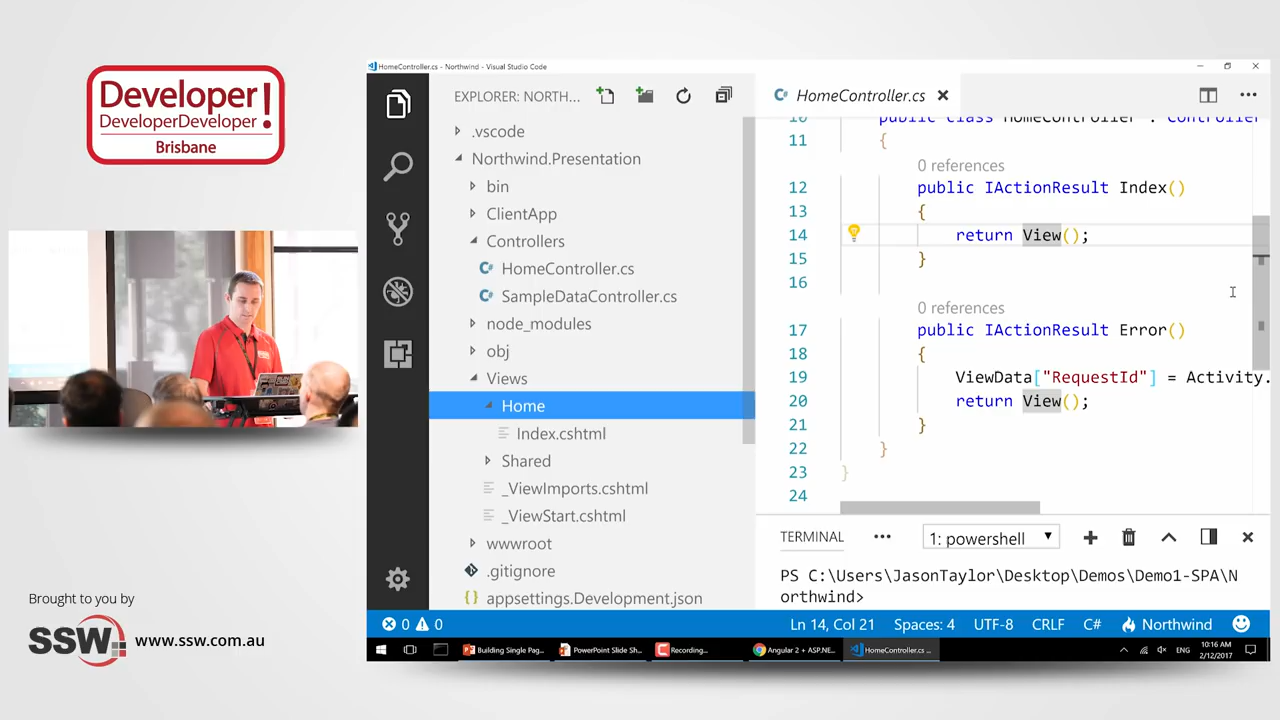 Developer!
DeveloperDeveloper
Brisbane
Brought to you by
SSW
www.ssw.com.au
HomeController.cs - Northwind - Visual Studio Code
EXPLORER: NORTH...
.vscode
Northwind.Presentation
bin
ClientApp
Controllers
C# HomeController.cs
C# SampleDataController.cs
node_modules
obj
Views
Home
Index.cshtml
Shared
_ViewImports.cshtml
_ViewStart.cshtml
wwwroot
.gitignore
{ } appsettings.Development.json
C# HomeController.cs
10 public class HomeController : Controller
11 {
0 references
12 public IActionResult Index()
13 {
14 return View();
15 }
16
0 references
17 public IActionResult Error()
18 {
19 ViewData["RequestId"] = Activity.
20 return View();
21 }
22 }
23 }
24
TERMINAL ... 1: powershell
PS C:\Users\JasonTaylor\Desktop\Demos\Demo1-SPA\N
orthwind>
0 0 Ln 14, Col 21 Spaces: 4 UTF-8 CRLF C# Northwind
Building Single Pag... PowerPoint Slide Sh... Recording... Angular 2 + ASP.NE... HomeController.cs ... ENG 10:16 AM
2/12/2017